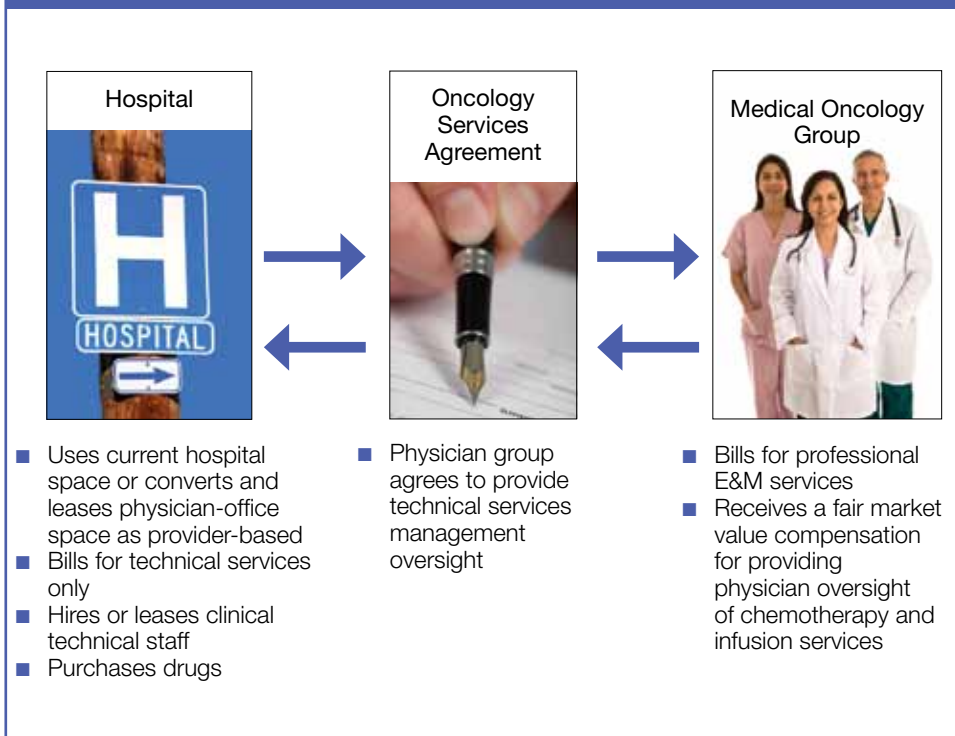 Hospital
H
HOSPITAL
■ Uses current hospital
space or converts and
leases physician-office
space as provider-based
■ Bills for technical services
only
■ Hires or leases clinical
technical staff
■ Purchases drugs
Oncology
Services
Agreement
■ Physician group
agrees to provide
technical services
management
oversight
Medical Oncology
Group
■ Bills for professional
E&M services
■ Receives a fair market
value compensation
for providing
physician oversight
of chemotherapy and
infusion services